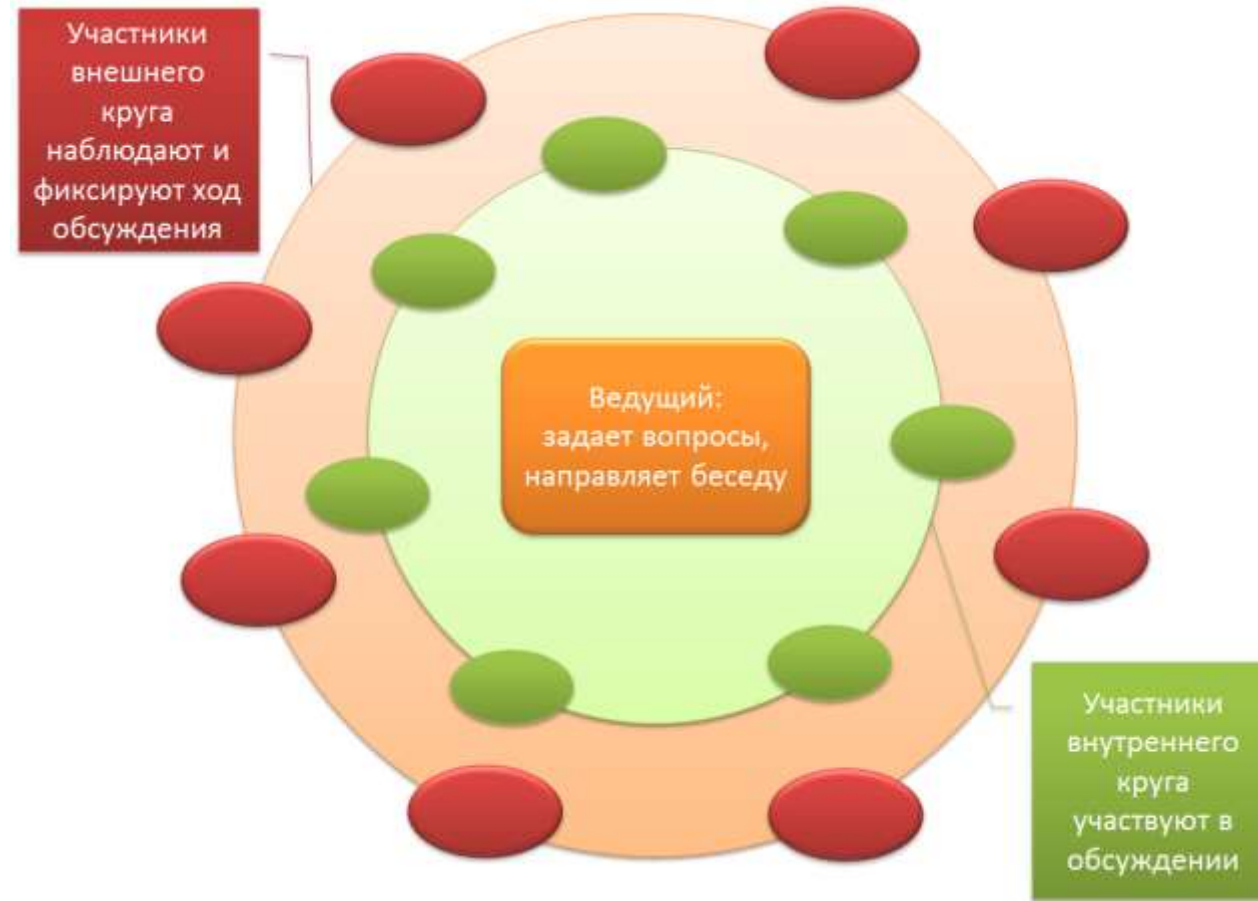 Участники
внешнего
круга
наблюдают и
фиксируют ход
обсуждения
Ведущий:
задает вопросы,
направляет беседу
Участники
внутреннего
круга
участвуют в
обсуждении